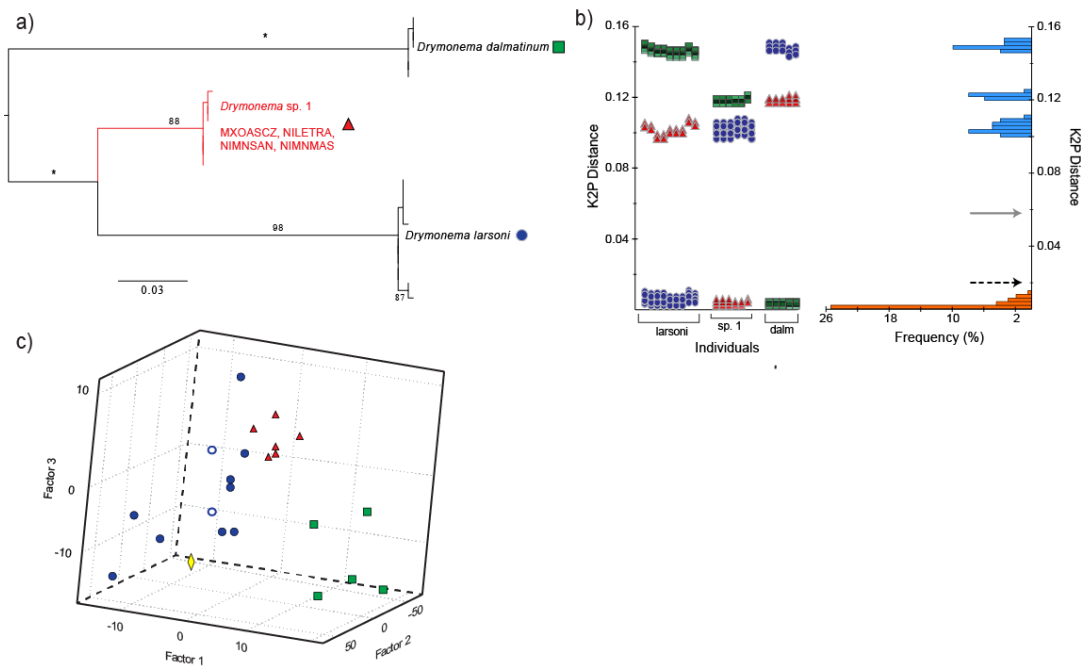 a)
*
Drymonema dalmatinum
Drymonema sp. 1
88
MXOASCZ, NILETRA,
NIMNSAN, NIMNMAS
*
98
Drymonema larsoni
87
0.03
b)
0.16
0.12
0.08
0.04
K2P Distance
larsoni
sp. 1
dalm
Individuals
0.16
0.12
0.08
0.04
K2P Distance
26
18
10
2
Frequency (%)
c)
10
0
-10
Factor 3
-10
0
10
Factor 1
50
0
-50
Factor 2